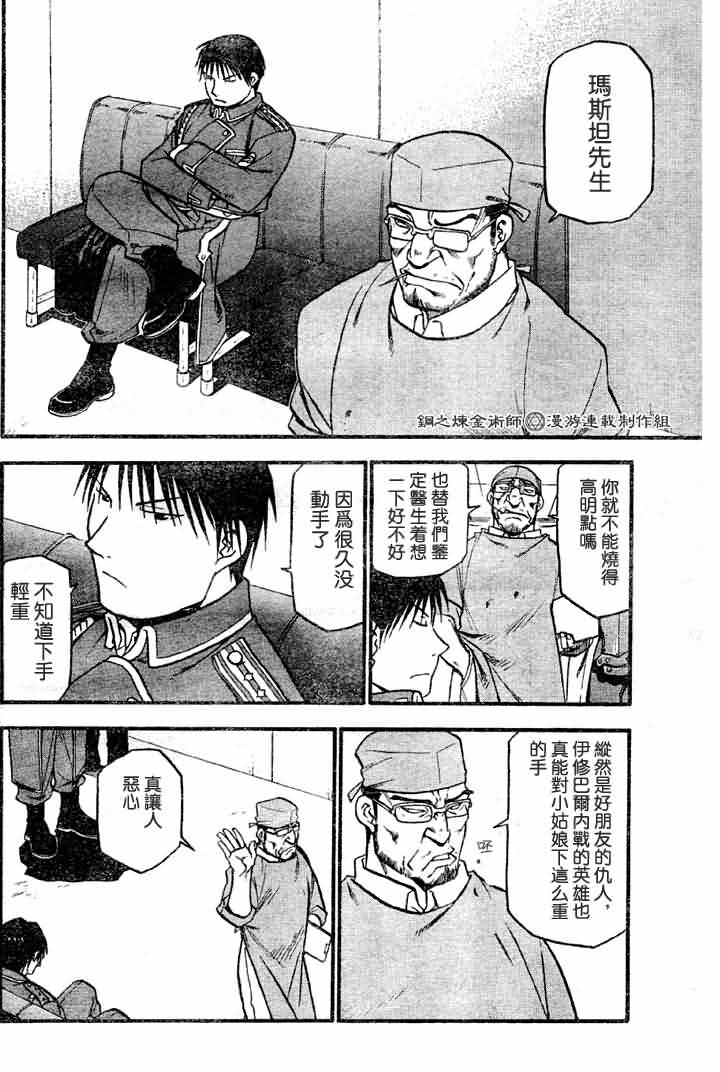 瑪斯坦先生
鋼之煉金術師 漫游連載制作組
你就不能燒得
高明點嗎
也替我們鑒
定醫生着想
一下好不好
因爲很久没
動手了
不知道下手
輕重
縱然是好朋友的仇人，
伊修巴爾内戰的英雄也
真能對小姑娘下這么重
的手
呸
真讓人
惡心